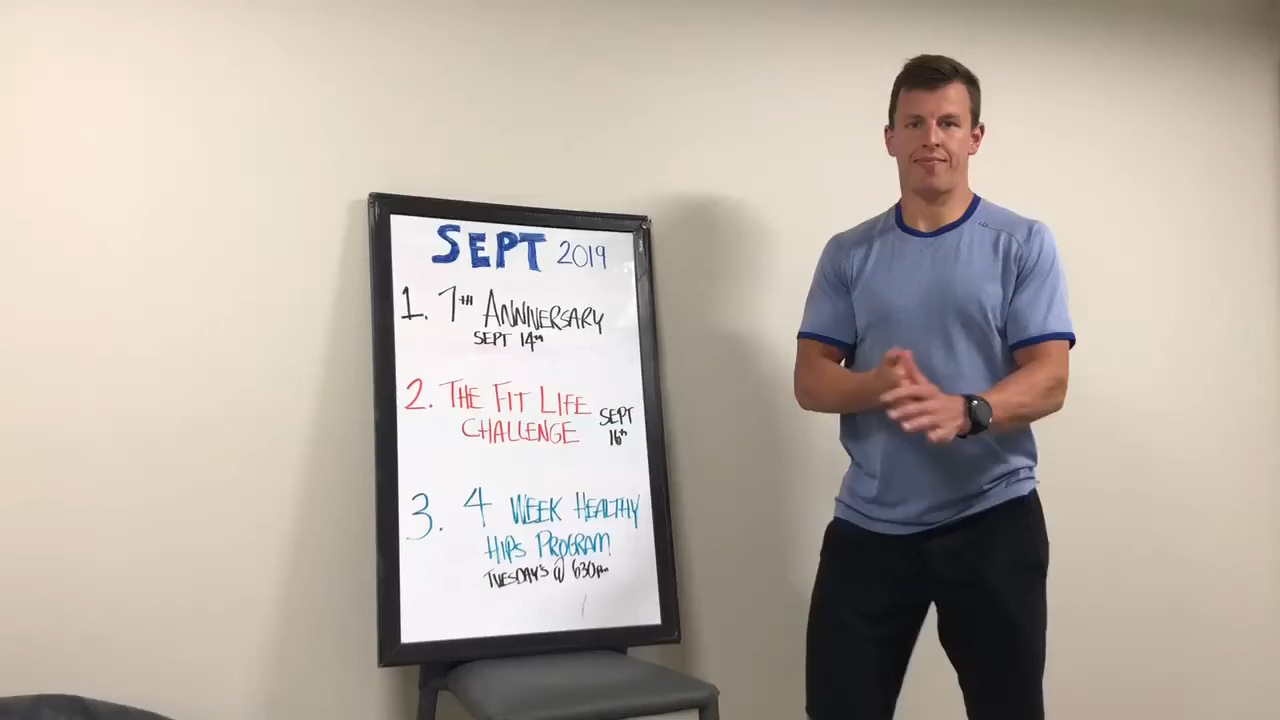 SEPT 2019
1. 7TH ANNIVERSARY
SEPT 14th
2. THE FIT LIFE
CHALLENGE
SEPT
16th
3. 4 WEEK HEALTHY
HIPS PROGRAM
TUESDAY'S @ 630pm